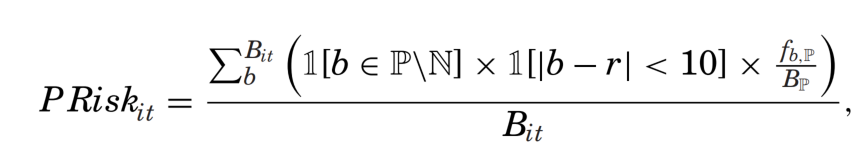 PRisk_{it} = \frac{\sum_{b}^{B_{it}} \left( \mathbb{1}[b \in \mathbb{P} \backslash \mathbb{N}] \times \mathbb{1}[|b - r| < 10] \times \frac{f_{b,\mathbb{P}}}{B_{\mathbb{P}}} \right)}{B_{it}},